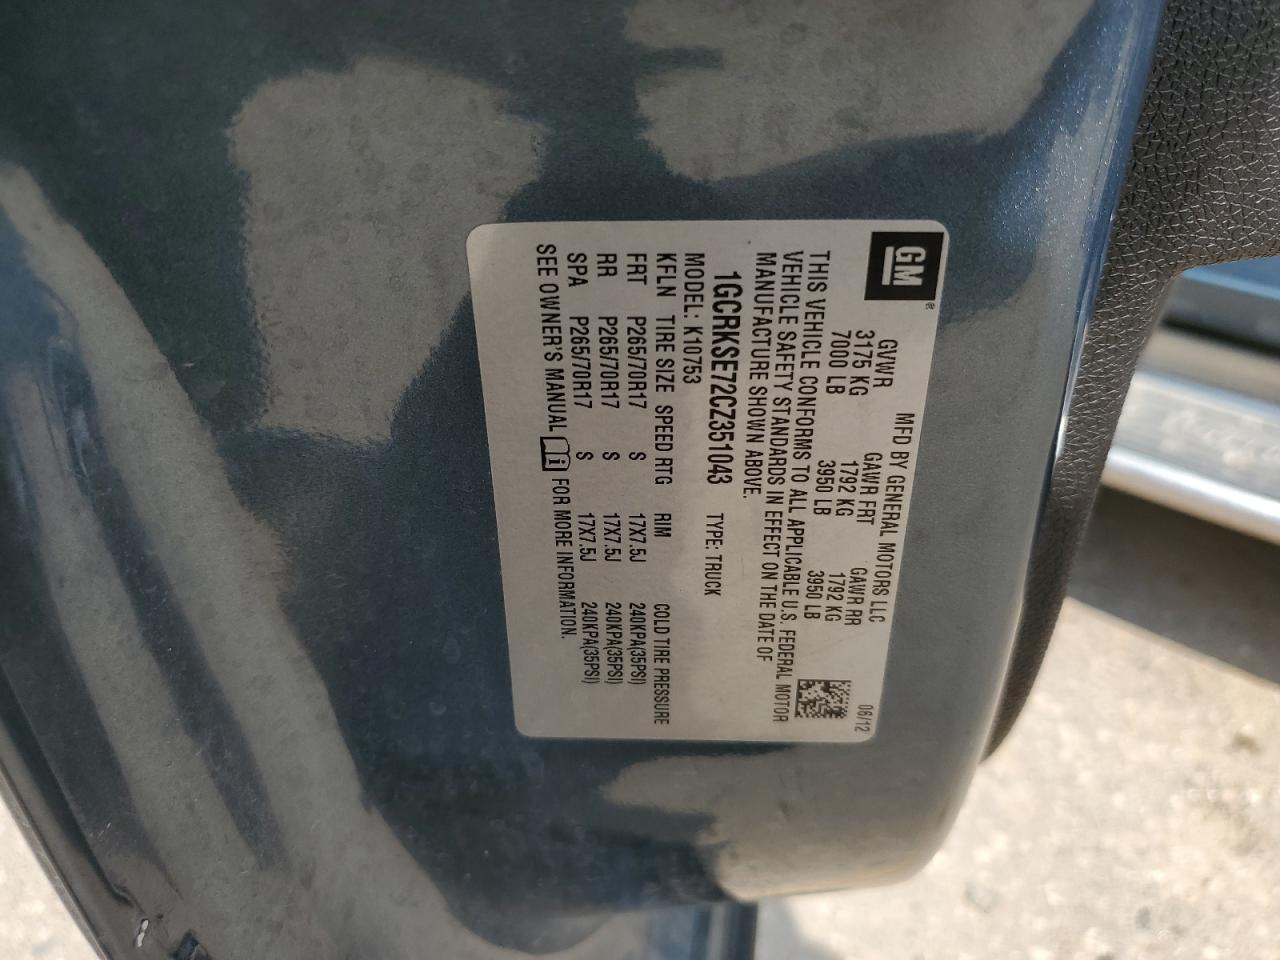 GM®
MFD BY GENERAL MOTORS LLC 06/12
GVWR GAWR FRT GAWR RR
3175 KG 1792 KG 1792 KG
7000 LB 3950 LB 3950 LB
THIS VEHICLE CONFORMS TO ALL APPLICABLE U.S. FEDERAL MOTOR
VEHICLE SAFETY STANDARDS IN EFFECT ON THE DATE OF
MANUFACTURE SHOWN ABOVE.
1GCRKSE72CZ351043 TYPE: TRUCK
MODEL: K10753
KFLN TIRE SIZE SPEED RTG RIM COLD TIRE PRESSURE
FRT P265/70R17 S 17X7.5J 240KPA(35PSI)
RR P265/70R17 S 17X7.5J 240KPA(35PSI)
SPA P265/70R17 S 17X7.5J 240KPA(35PSI)
SEE OWNER'S MANUAL i FOR MORE INFORMATION.